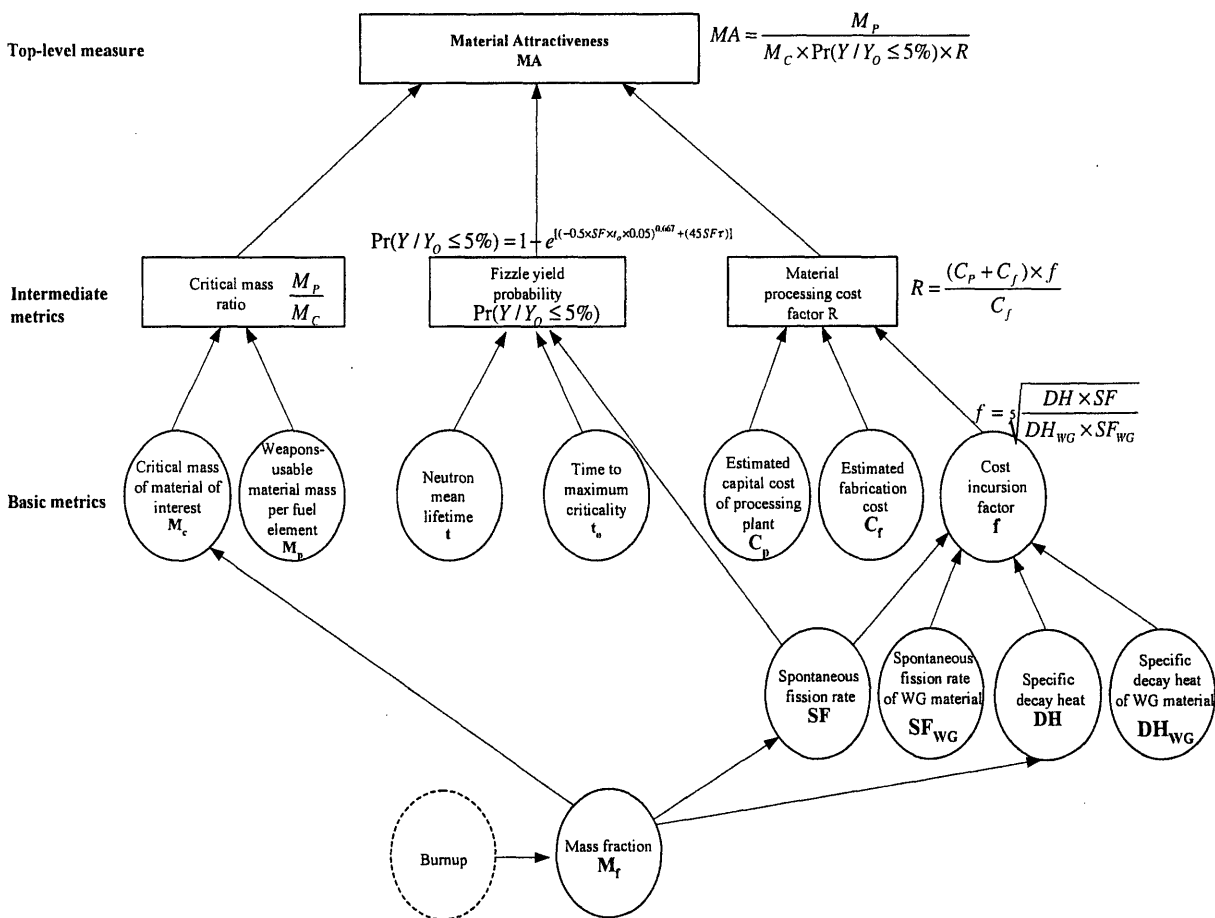 Top-level measure
Material Attractiveness
MA
MA = M_P / (M_C × Pr(Y / Y_O ≤ 5%) × R)
Pr(Y / Y_O ≤ 5%) = 1 − e^{[(−0.5×SF×t_o×0.05)^{0.667} + (45SFτ)]}
Intermediate
metrics
Critical mass
ratio
M_P / M_C
Fizzle yield
probability
Pr(Y / Y_O ≤ 5%)
Material
processing cost
factor R
R = ((C_P + C_f) × f) / C_f
f = ⁵√((DH × SF) / (DH_WG × SF_WG))
Basic metrics
Critical mass
of material of
interest
M_c
Weapons-
usable
material mass
per fuel
element
M_p
Neutron
mean
lifetime
t
Time to
maximum
criticality
t_o
Estimated
capital cost
of processing
plant
C_p
Estimated
fabrication
cost
C_f
Cost
incursion
factor
f
Spontaneous
fission rate
SF
Spontaneous
fission rate
of WG material
SF_WG
Specific
decay heat
DH
Specific
decay heat
of WG material
DH_WG
Burnup
Mass fraction
M_f